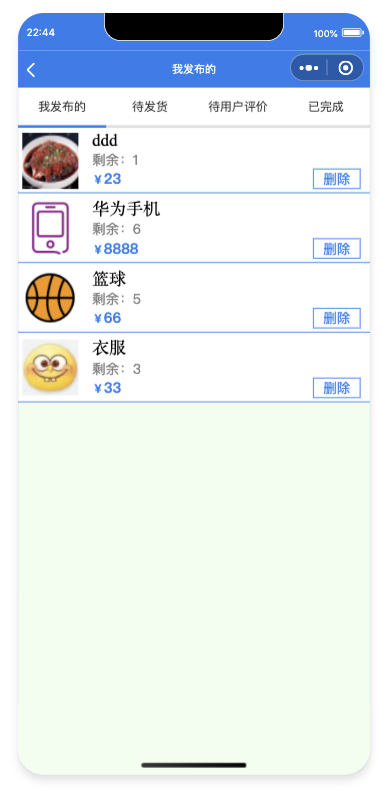 22:44
100%
我发布的
我发布的 待发货 待用户评价 已完成
ddd
剩余：1
¥23
删除
华为手机
剩余：6
¥8888
删除
篮球
剩余：5
¥66
删除
衣服
剩余：3
¥33
删除